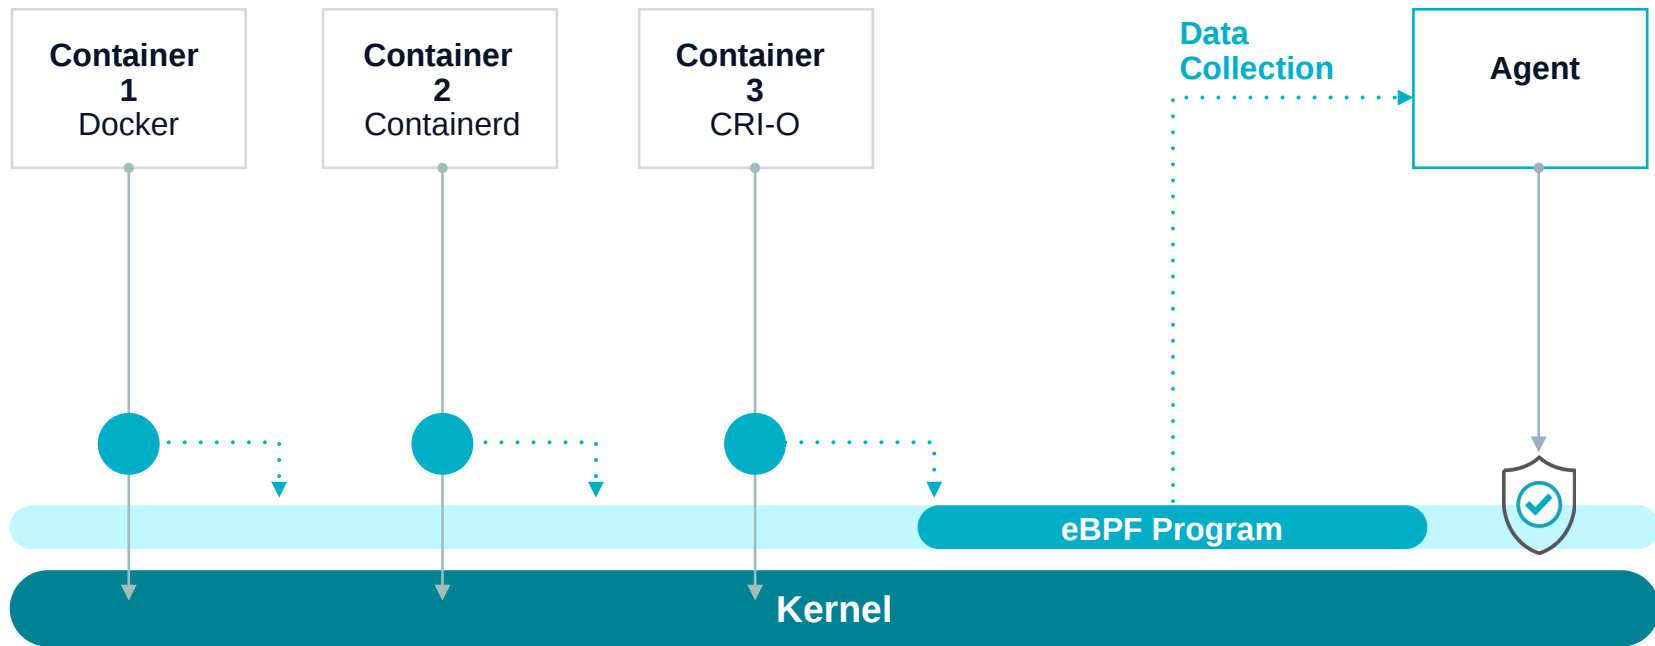 Container
1
Docker
Container
2
Containerd
Container
3
CRI-O
Data
Collection
Agent
eBPF Program
Kernel